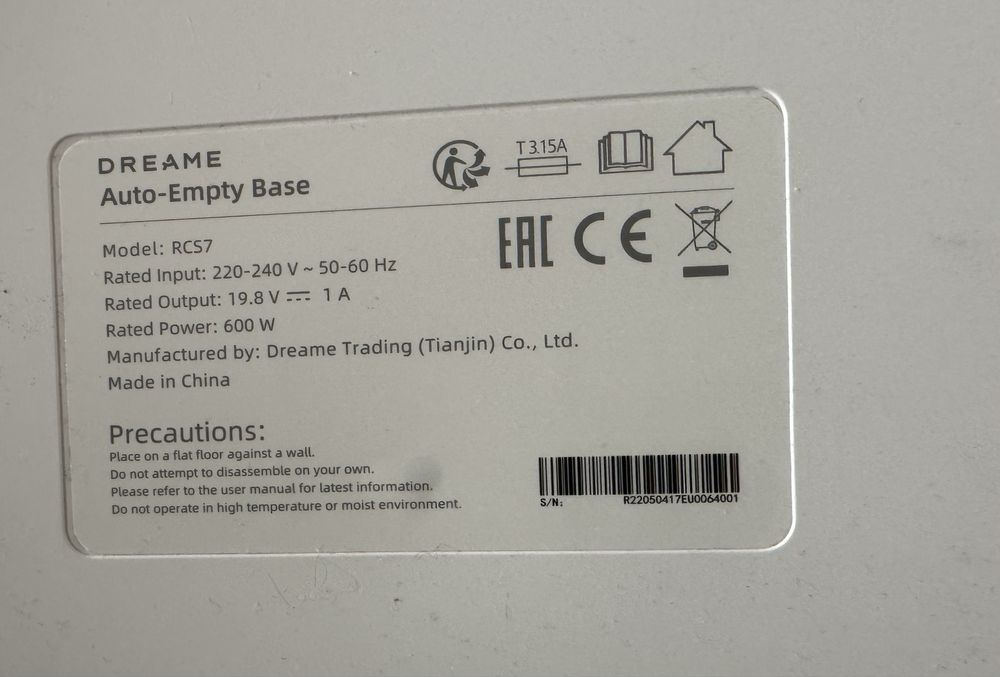 DREAME
Auto-Empty Base
T 3.15A
Model: RCS7
Rated Input: 220-240 V ~ 50-60 Hz
Rated Output: 19.8 V ⎓ 1 A
Rated Power: 600 W
Manufactured by: Dreame Trading (Tianjin) Co., Ltd.
Made in China
EAC CE
Precautions:
Place on a flat floor against a wall.
Do not attempt to disassemble on your own.
Please refer to the user manual for latest information.
Do not operate in high temperature or moist environment.
S/N: R22050417EU0064001